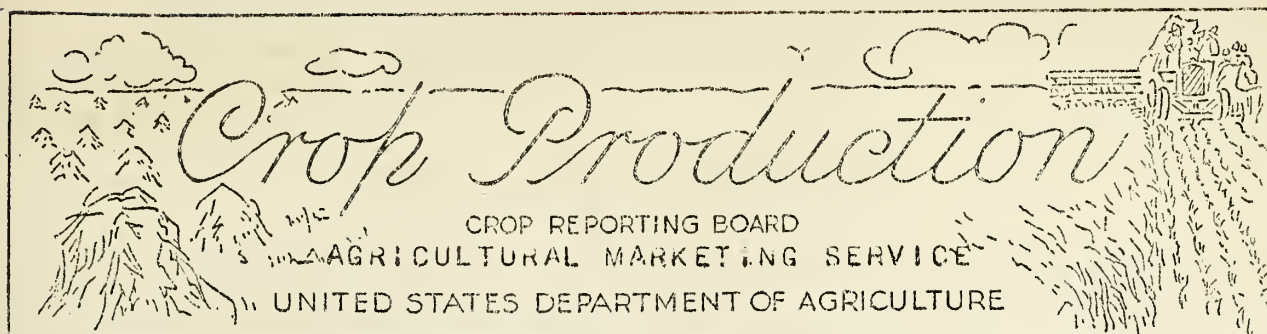 Crop Production
CROP REPORTING BOARD
AGRICULTURAL MARKETING SERVICE
UNITED STATES DEPARTMENT OF AGRICULTURE